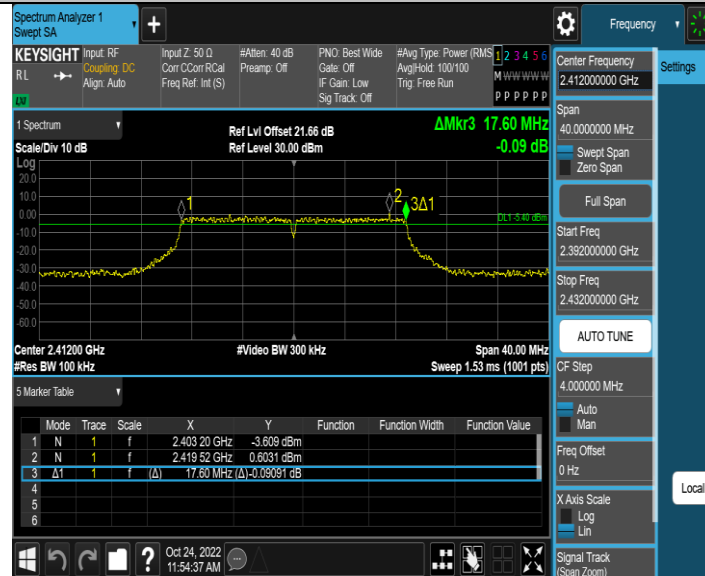 Spectrum Analyzer 1
Swept SA
+
Frequency
KEYSIGHT
RL
Input: RF
Coupling: DC
Align: Auto
Input Z: 50 Ω
Corr CCorr RCal
Freq Ref: Int (S)
#Atten: 40 dB
Preamp: Off
PNO: Best Wide
Gate: Off
IF Gain: Low
Sig Track: Off
#Avg Type: Power (RMS
Avg|Hold: 100/100
Trig: Free Run
1 2 3 4 5 6
M W W W W W
P P P P P P
1 Spectrum
Scale/Div 10 dB
Ref Lvl Offset 21.66 dB
Ref Level 30.00 dBm
ΔMkr3 17.60 MHz
-0.09 dB
Log
20.0
10.0
0.00
-10.0
-20.0
-30.0
-40.0
-50.0
-60.0
1
2
3Δ1
DL1 -5.40 dBm
Center 2.41200 GHz
#Res BW 100 kHz
#Video BW 300 kHz
Span 40.00 MHz
Sweep 1.53 ms (1001 pts)
5 Marker Table
Mode Trace Scale X Y Function Function Width Function Value
1 N 1 f 2.403 20 GHz -3.609 dBm
2 N 1 f 2.419 52 GHz 0.6031 dBm
3 Δ1 1 f (Δ) 17.60 MHz (Δ) -0.09091 dB
4
5
6
?
Oct 24, 2022
11:54:37 AM
Center Frequency
2.412000000 GHz
Settings
Span
40.0000000 MHz
Swept Span
Zero Span
Full Span
Start Freq
2.392000000 GHz
Stop Freq
2.432000000 GHz
AUTO TUNE
CF Step
4.000000 MHz
Auto
Man
Freq Offset
0 Hz
Local
X Axis Scale
Log
Lin
Signal Track
(Span Zoom)